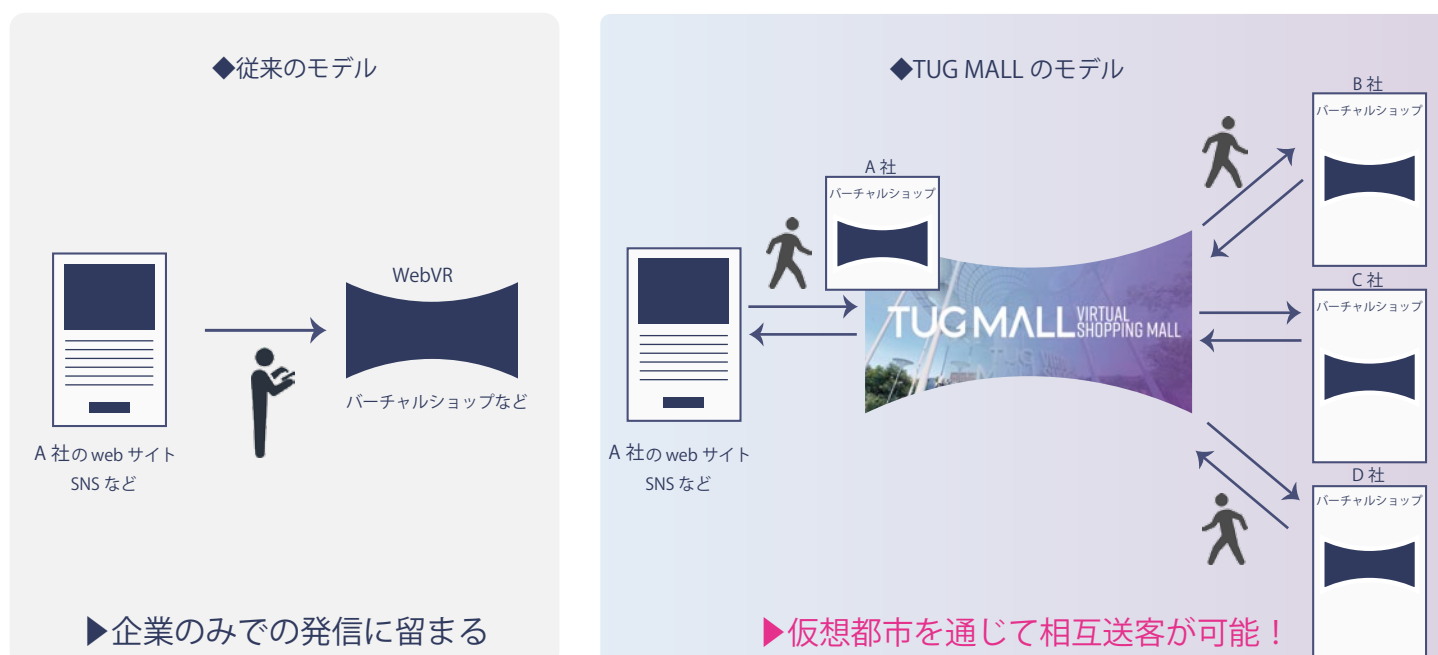 ◆従来のモデル
WebVR
バーチャルショップなど
A 社の web サイト
SNS など
▶企業のみでの発信に留まる
◆TUG MALL のモデル
A 社
バーチャルショップ
A 社の web サイト
SNS など
TUG MALL VIRTUAL
SHOPPING MALL
B 社
バーチャルショップ
C 社
バーチャルショップ
D 社
バーチャルショップ
▶仮想都市を通じて相互送客が可能！